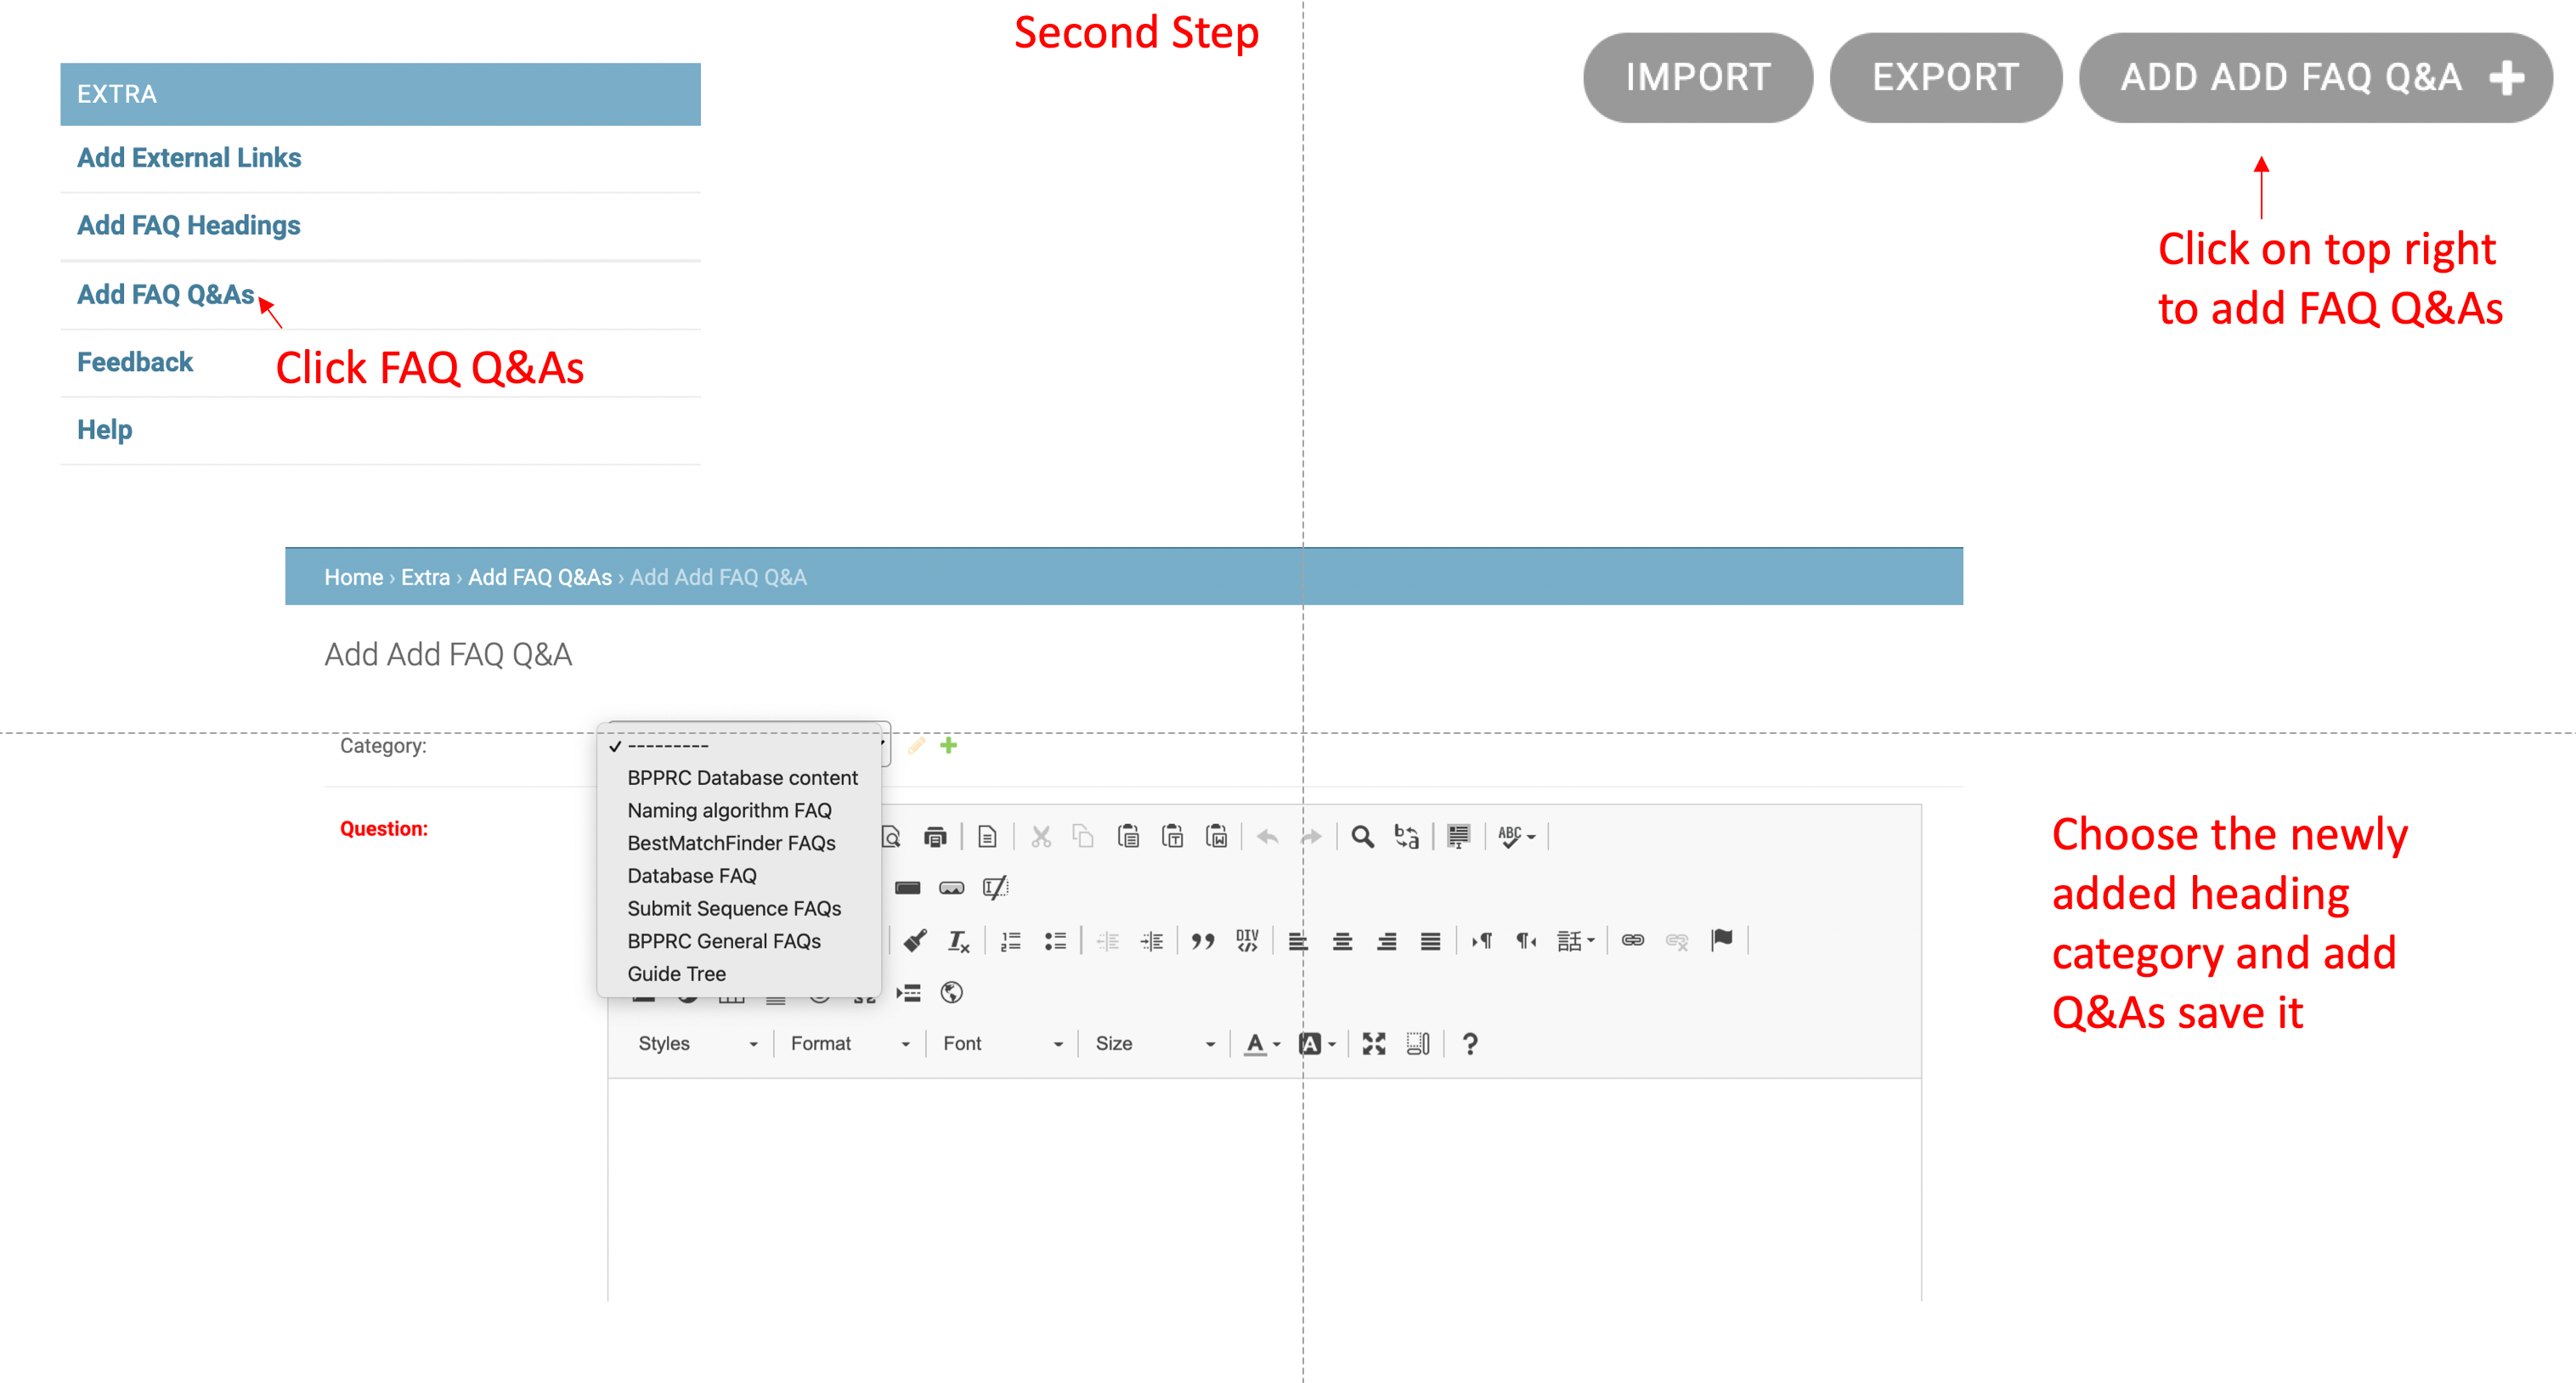 Second Step
EXTRA
Add External Links
Add FAQ Headings
Add FAQ Q&As
Click FAQ Q&As
Feedback
Help
IMPORT
EXPORT
ADD ADD FAQ Q&A
Click on top right
to add FAQ Q&As
Home › Extra › Add FAQ Q&As › Add Add FAQ Q&A
Add Add FAQ Q&A
Category:
✓ ---------
BPPRC Database content
Naming algorithm FAQ
BestMatchFinder FAQs
Database FAQ
Submit Sequence FAQs
BPPRC General FAQs
Guide Tree
Question:
ABC
DIV
Styles
Format
Font
Size
Choose the newly
added heading
category and add
Q&As save it